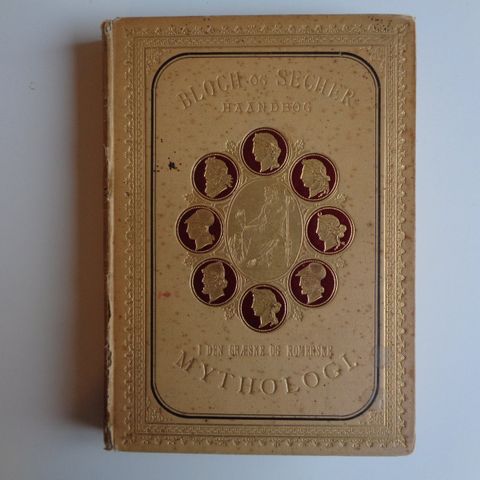 BLOCH OG SECHER
HAANDBOG
I DEN GRÆSKE OG ROMERSKE
MYTHOLOGI.